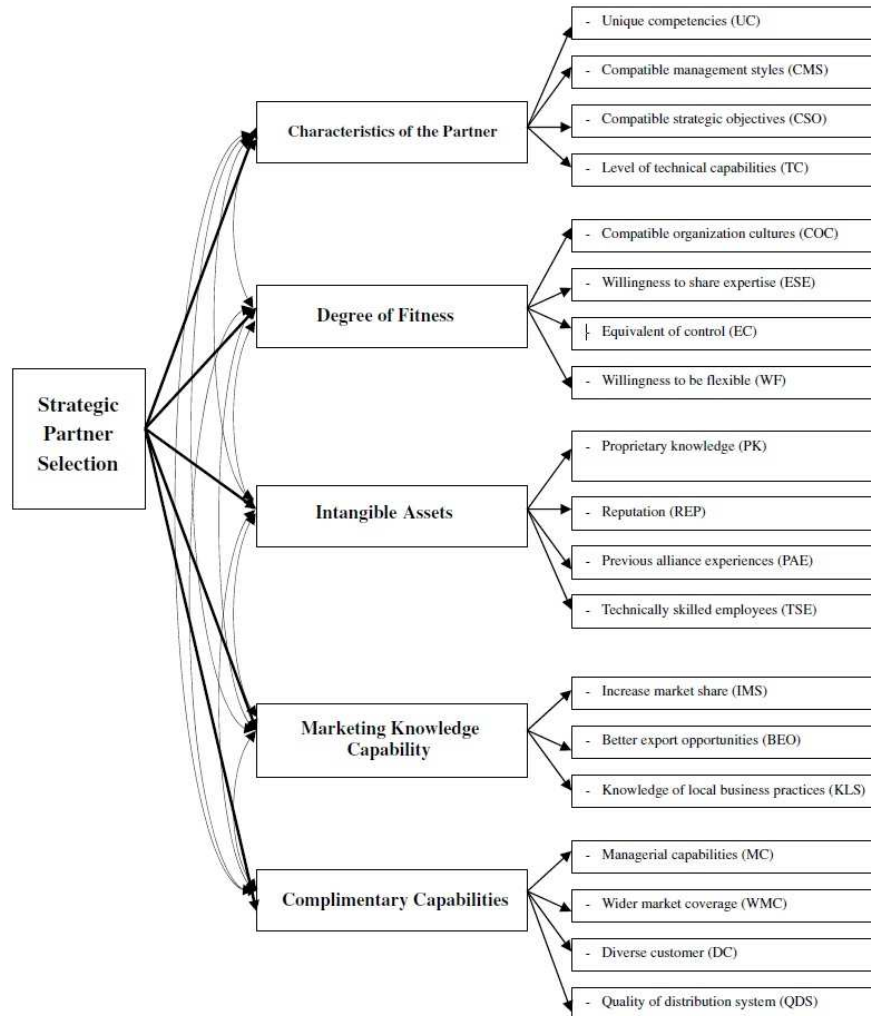 - Unique competencies (UC)
- Compatible management styles (CMS)
Characteristics of the Partner
- Compatible strategic objectives (CSO)
- Level of technical capabilities (TC)
- Compatible organization cultures (COC)
- Willingness to share expertise (ESE)
Degree of Fitness
- Equivalent of control (EC)
- Willingness to be flexible (WF)
Strategic
Partner
Selection
- Proprietary knowledge (PK)
Intangible Assets
- Reputation (REP)
- Previous alliance experiences (PAE)
- Technically skilled employees (TSE)
- Increase market share (IMS)
Marketing Knowledge
Capability
- Better export opportunities (BEO)
- Knowledge of local business practices (KLS)
- Managerial capabilities (MC)
Complimentary Capabilities
- Wider market coverage (WMC)
- Diverse customer (DC)
- Quality of distribution system (QDS)